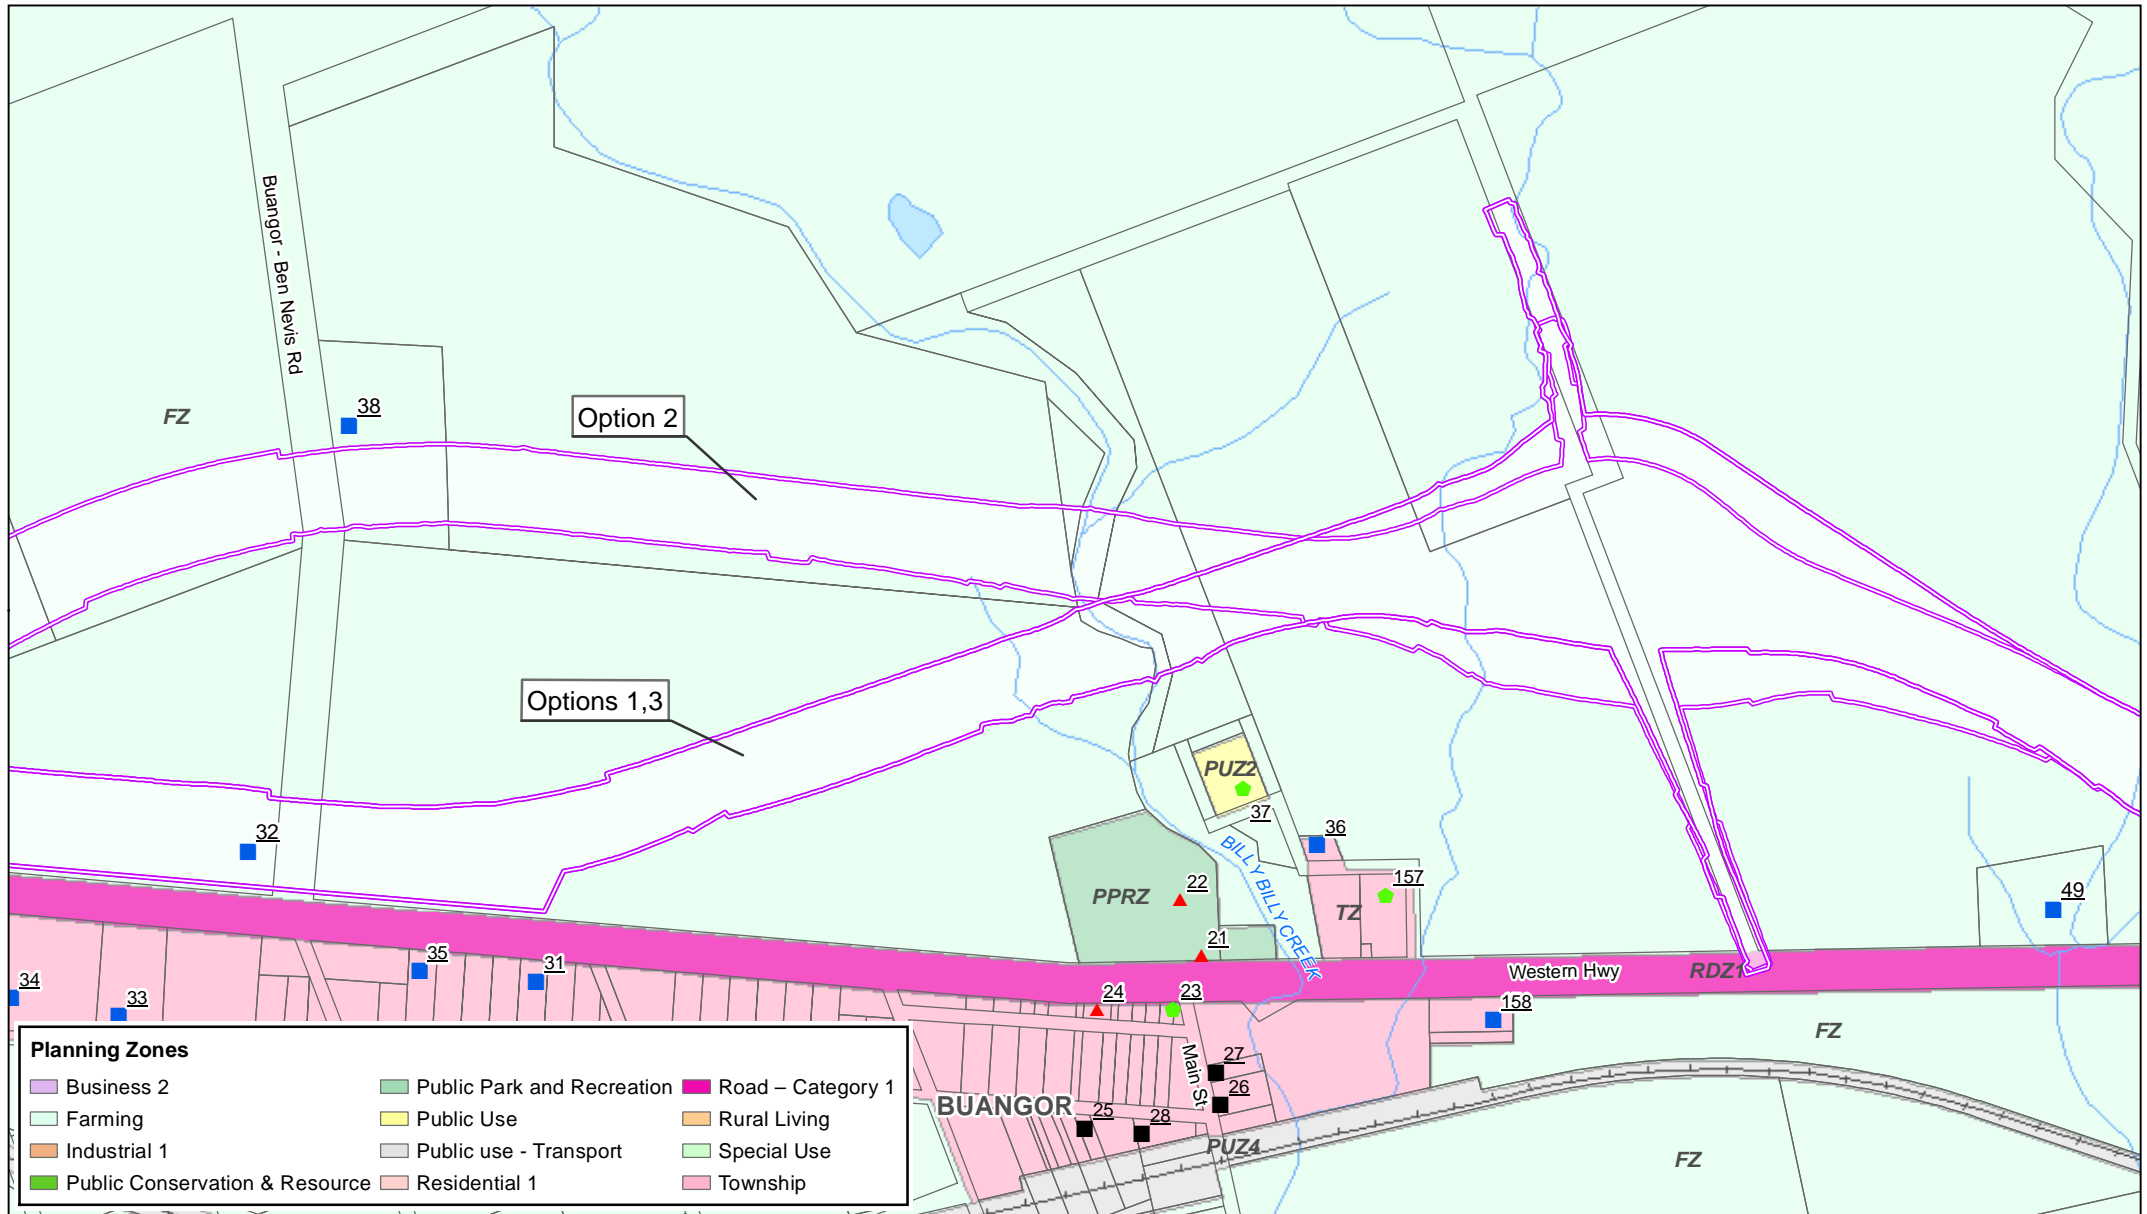 Buangor - Ben Nevis Rd
FZ
38
Option 2
Options 1,3
32
PUZ2
37
36
BILLY BILLY CREEK
PPRZ
22
157
TZ
49
21
Western Hwy
RDZ1
35
31
34
33
24
23
158
FZ
Main St
27
26
BUANGOR
25
28
PUZ4
FZ
Planning Zones
Business 2
Farming
Industrial 1
Public Conservation & Resource
Public Park and Recreation
Public Use
Public use - Transport
Residential 1
Road – Category 1
Rural Living
Special Use
Township